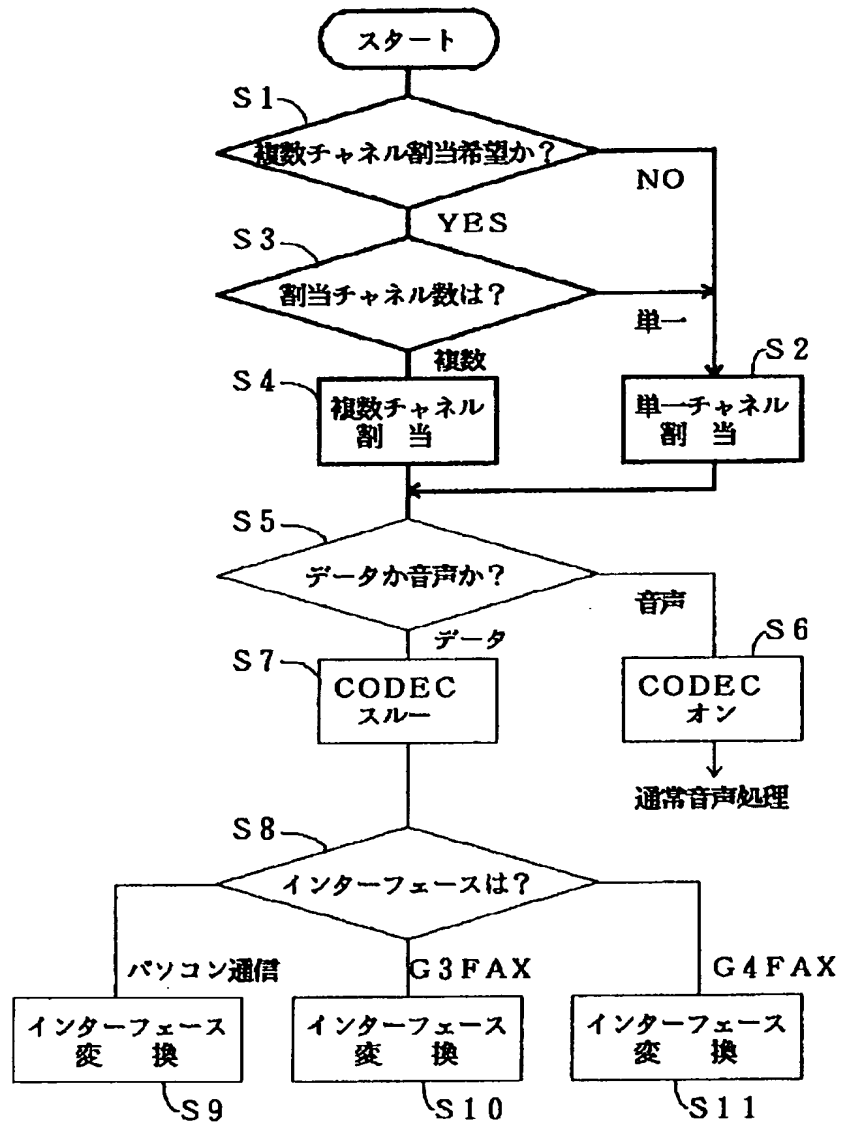 スタート
S1
複数チャネル割当希望か?
NO
YES
S3
割当チャネル数は?
単一
複数
S2
S4
複数チャネル
割 当
単一チャネル
割 当
S5
データか音声か?
音声
データ
S6
S7
CODEC
スルー
CODEC
オン
通常音声処理
S8
インターフェースは?
パソコン通信
G3FAX
G4FAX
インターフェース
変 換
インターフェース
変 換
インターフェース
変 換
S9
S10
S11